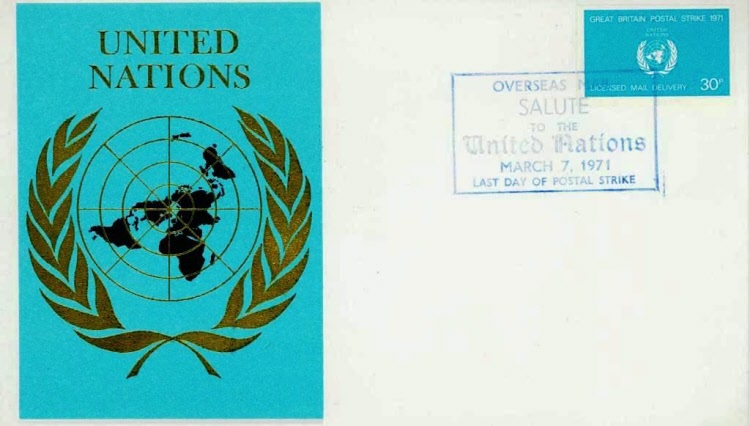 UNITED
NATIONS
GREAT BRITAIN POSTAL STRIKE 1971
UNITED
NATIONS
LICENSED MAIL DELIVERY 30P
OVERSEAS MAIL
SALUTE
TO THE
United Nations
MARCH 7, 1971
LAST DAY OF POSTAL STRIKE